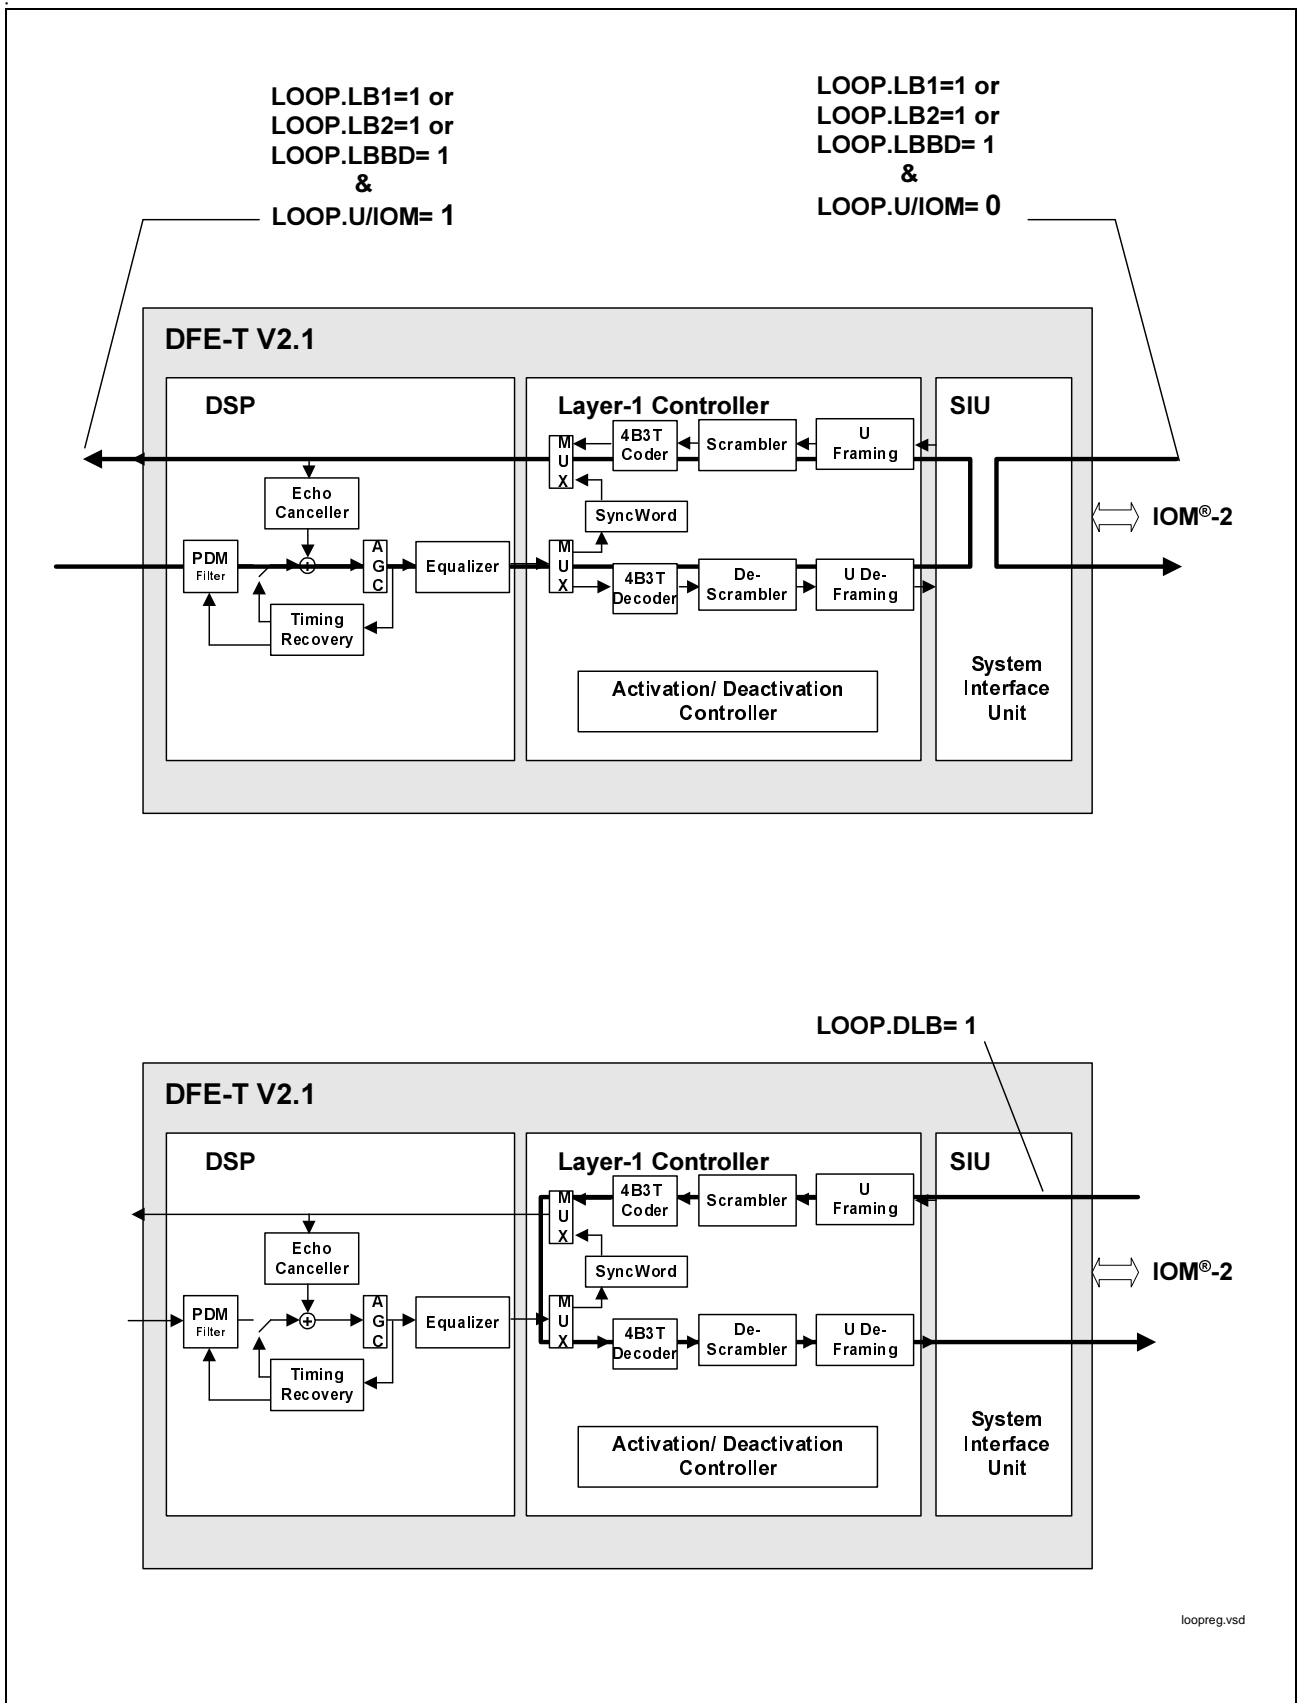 .
LOOP.LB1=1 or
LOOP.LB2=1 or
LOOP.LBBD= 1
&
LOOP.U/IOM= 1
LOOP.LB1=1 or
LOOP.LB2=1 or
LOOP.LBBD= 1
&
LOOP.U/IOM= 0
DFE-T V2.1
DSP
Layer-1 Controller
SIU
M
U
X
4B3T
Coder
Scrambler
U
Framing
Echo
Canceller
SyncWord
IOM®-2
PDM
Filter
A
G
C
Equalizer
M
U
X
4B3T
Decoder
De-
Scrambler
U De-
Framing
Timing
Recovery
Activation/ Deactivation
Controller
System
Interface
Unit
LOOP.DLB= 1
DFE-T V2.1
DSP
Layer-1 Controller
SIU
M
U
X
4B3T
Coder
Scrambler
U
Framing
Echo
Canceller
SyncWord
IOM®-2
PDM
Filter
A
G
C
Equalizer
M
U
X
4B3T
Decoder
De-
Scrambler
U De-
Framing
Timing
Recovery
Activation/ Deactivation
Controller
System
Interface
Unit
loopreg.vsd